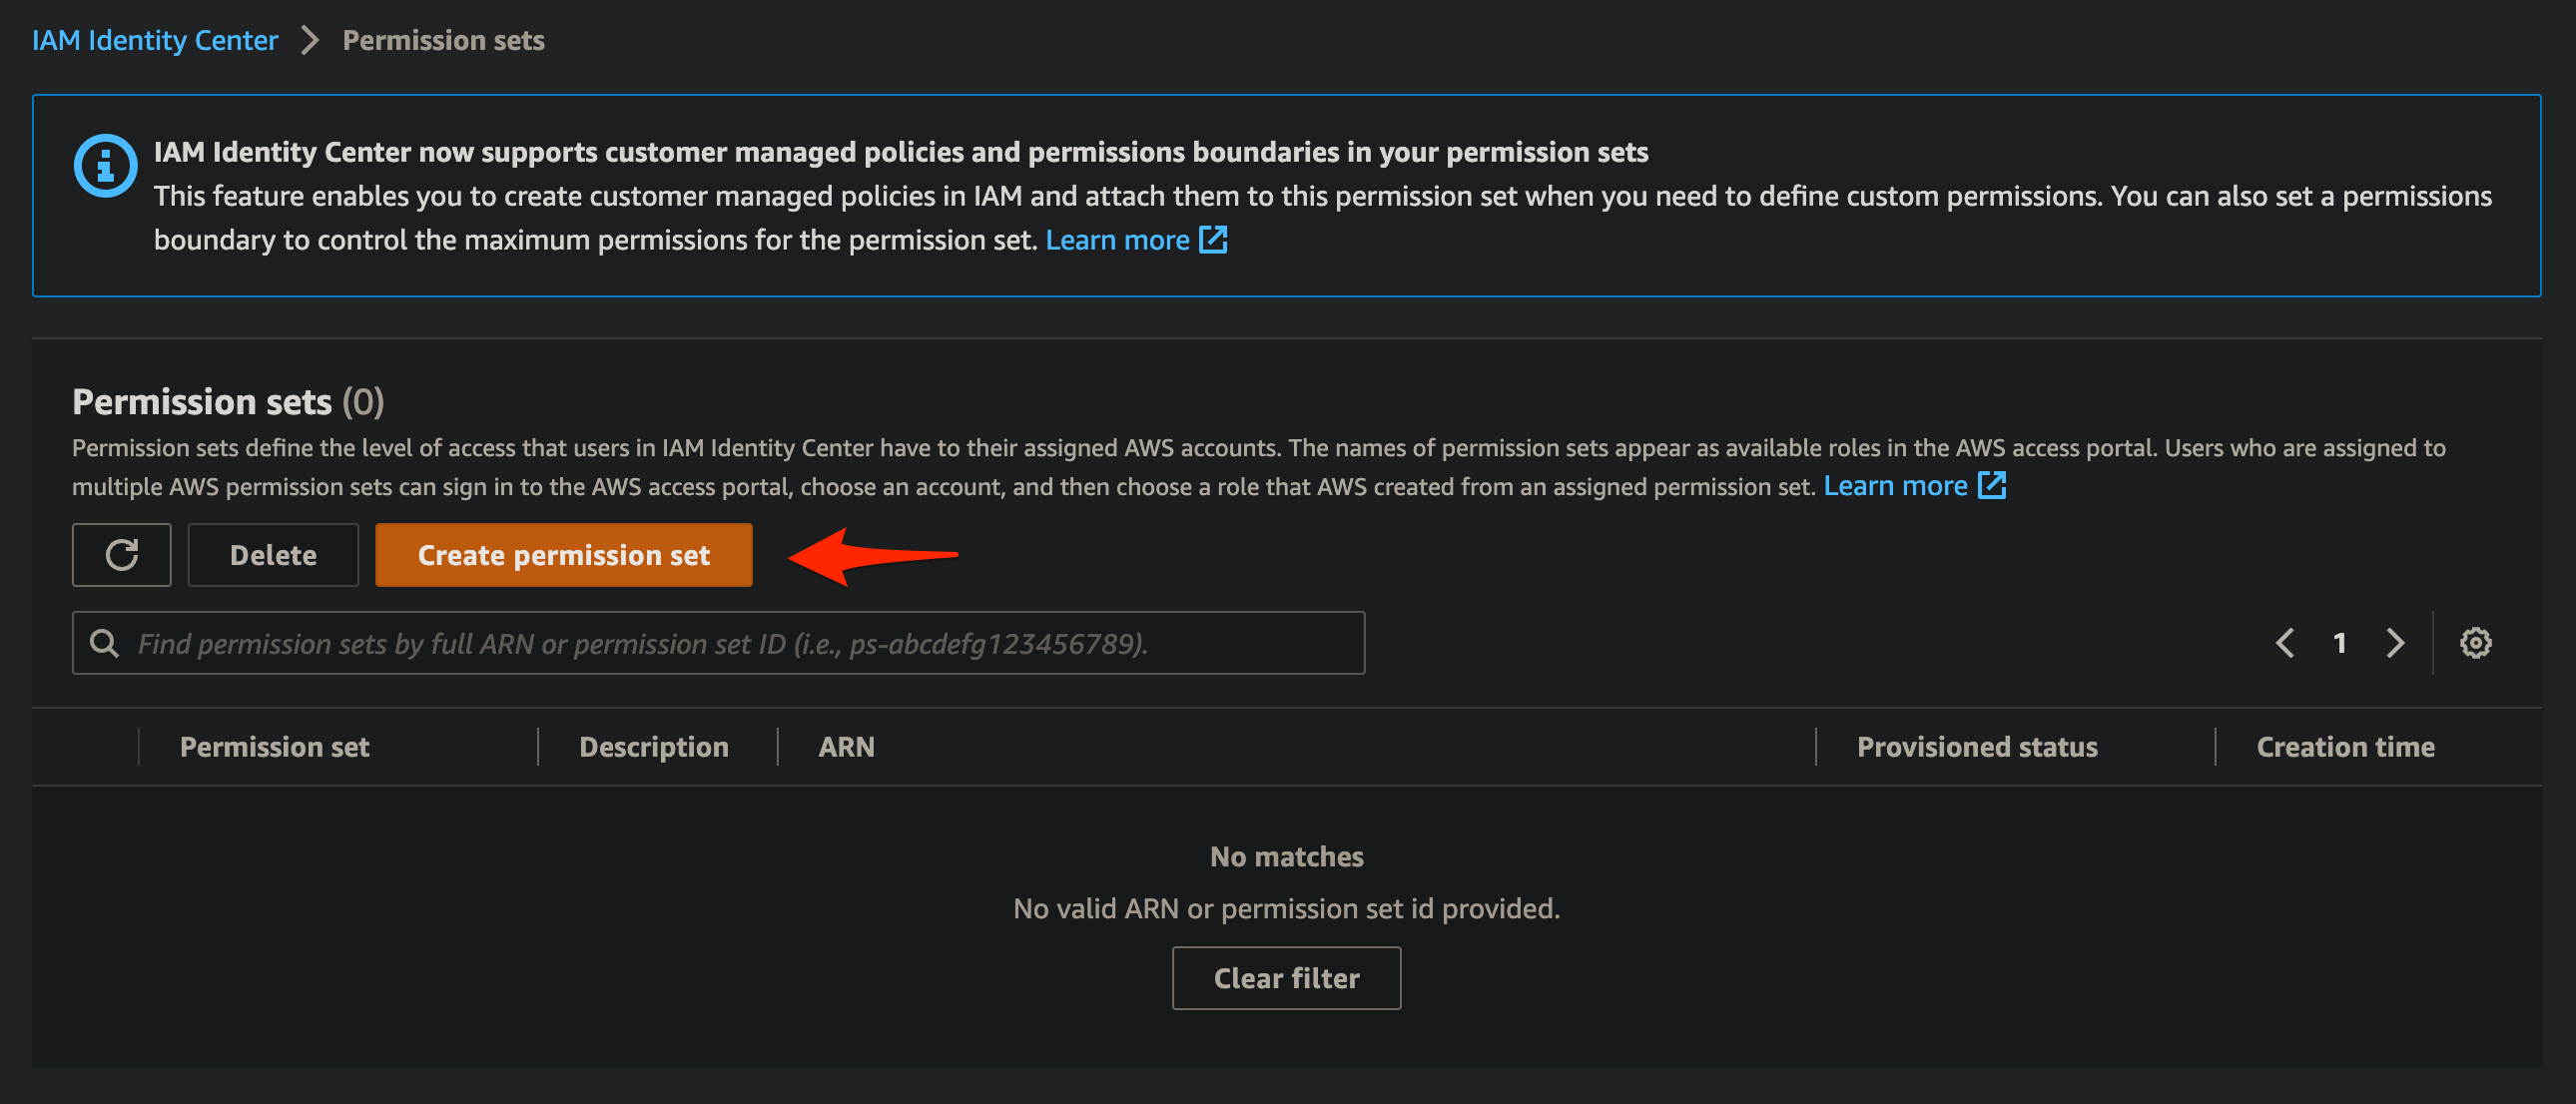 IAM Identity Center > Permission sets
IAM Identity Center now supports customer managed policies and permissions boundaries in your permission sets
This feature enables you to create customer managed policies in IAM and attach them to this permission set when you need to define custom permissions. You can also set a permissions
boundary to control the maximum permissions for the permission set. Learn more
Permission sets (0)
Permission sets define the level of access that users in IAM Identity Center have to their assigned AWS accounts. The names of permission sets appear as available roles in the AWS access portal. Users who are assigned to
multiple AWS permission sets can sign in to the AWS access portal, choose an account, and then choose a role that AWS created from an assigned permission set. Learn more
Delete Create permission set
Find permission sets by full ARN or permission set ID (i.e., ps-abcdefg123456789). < 1 >
Permission set Description ARN Provisioned status Creation time
No matches
No valid ARN or permission set id provided.
Clear filter